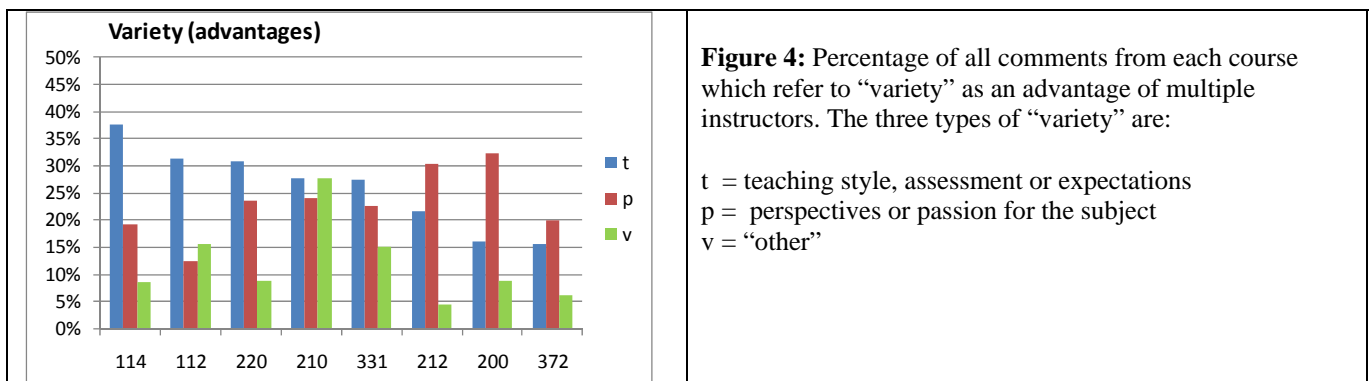 Variety (advantages)
50%
45%
40%
35%
30%
25%
20%
15%
10%
5%
0%
114 112 220 210 331 212 200 372
t
p
v
Figure 4: Percentage of all comments from each course
which refer to “variety” as an advantage of multiple
instructors. The three types of “variety” are:
t = teaching style, assessment or expectations
p = perspectives or passion for the subject
v = “other”